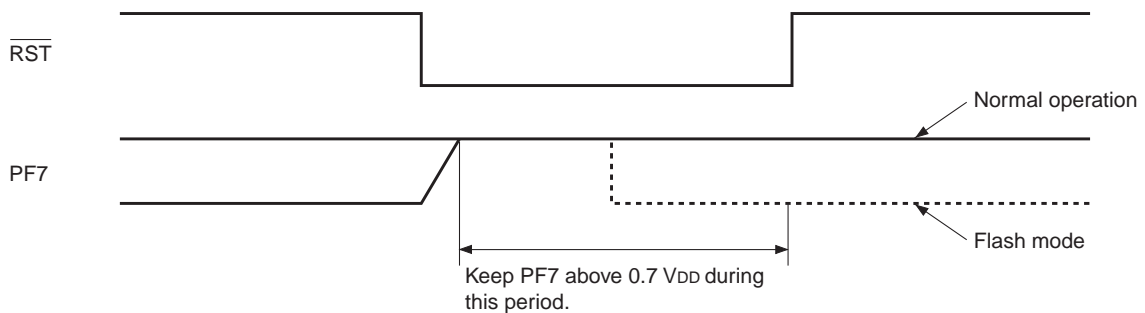 RST
Normal operation
PF7
Flash mode
Keep PF7 above 0.7 VDD during
this period.